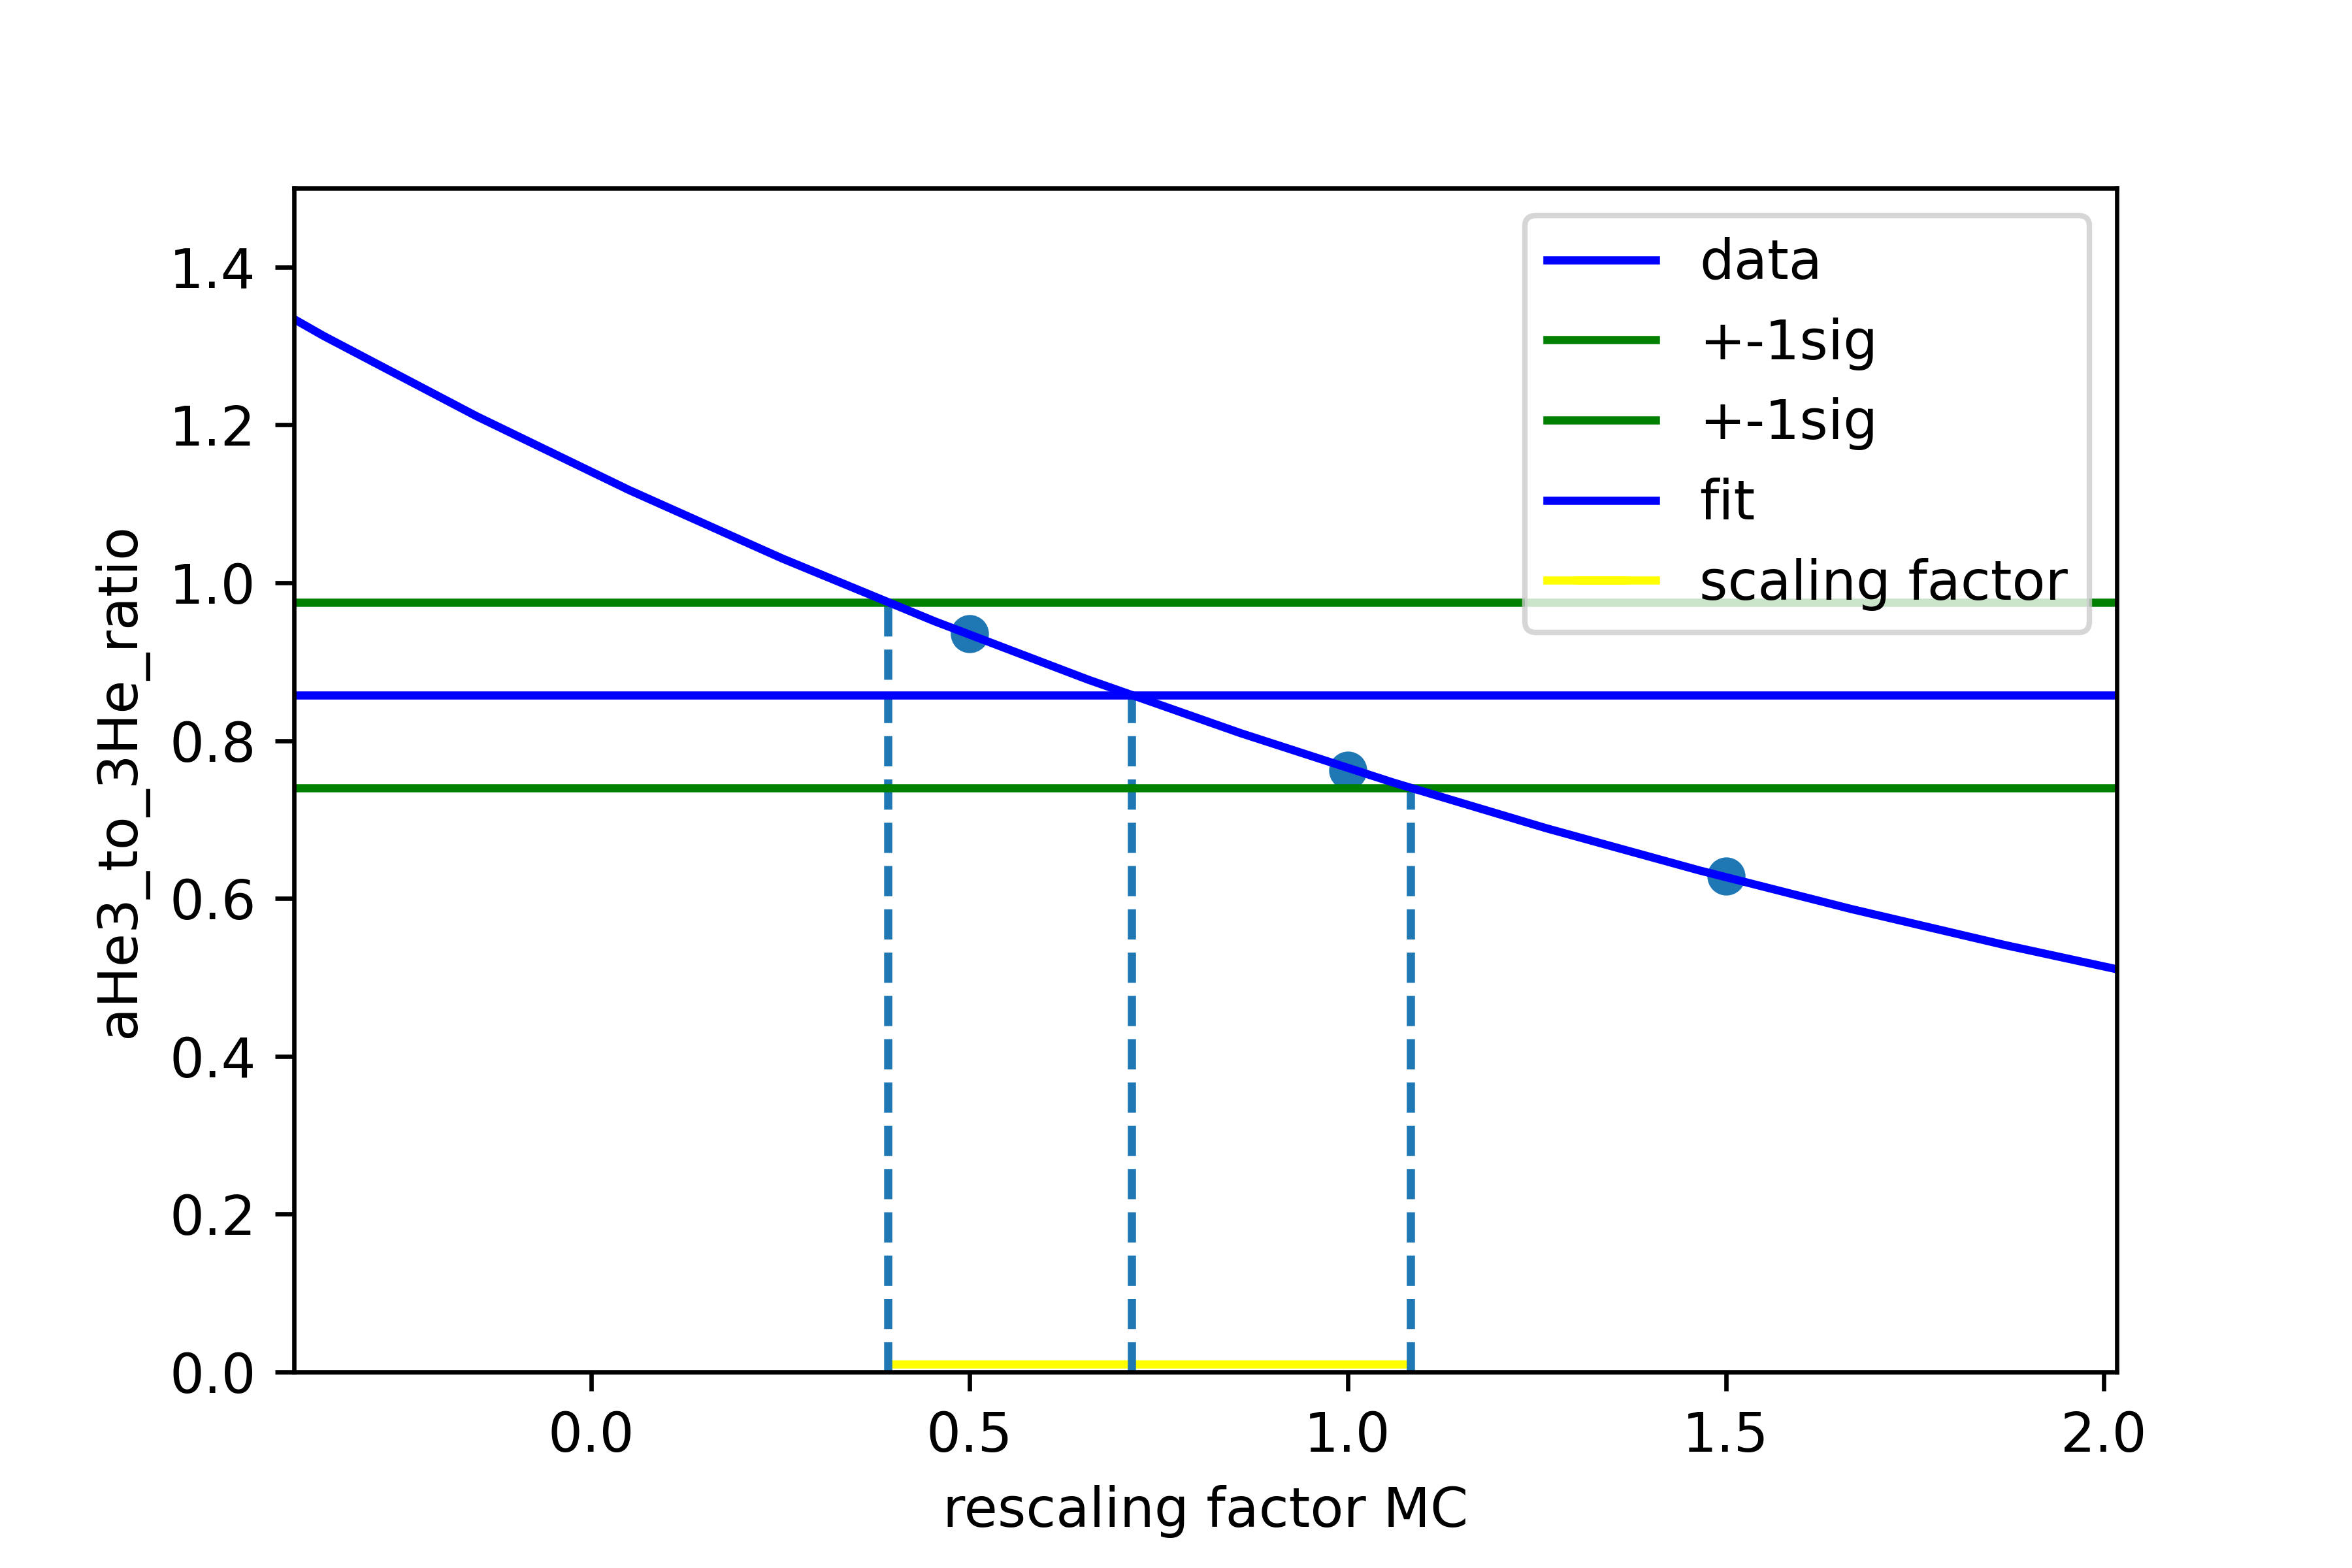 data
+-1sig
+-1sig
fit
scaling factor
1.4
1.2
1.0
0.8
0.6
0.4
0.2
0.0
aHe3_to_3He_ratio
0.0 0.5 1.0 1.5 2.0
rescaling factor MC